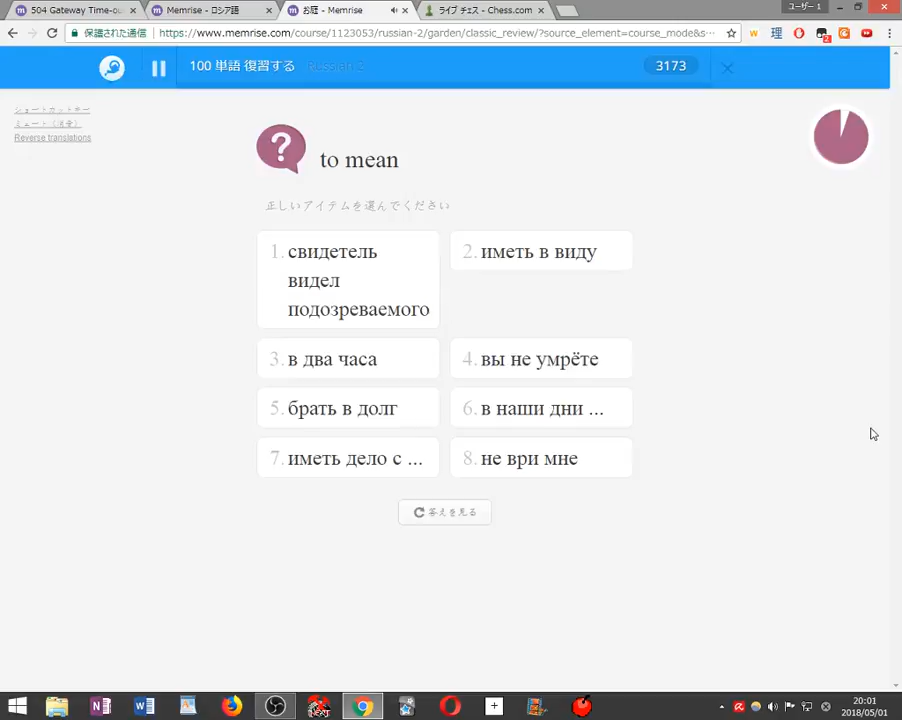 504 Gateway Time-ou
Memrise - ロシア語
お庭 - Memrise
ライブ チェス - Chess.com
ユーザー 1
保護された通信
https://www.memrise.com/course/1123053/russian-2/garden/classic_review/?source_element=course_mode&s...
100 単語 復習する
Russian 2
3173
ショートカットキー
ミュート（消音）
Reverse translations
?
to mean
正しいアイテムを選んでください
1. свидетель
видел
подозреваемого
2. иметь в виду
3. в два часа
4. вы не умрёте
5. брать в долг
6. в наши дни ...
7. иметь дело с ...
8. не ври мне
答えを見る
20:01
2018/05/01